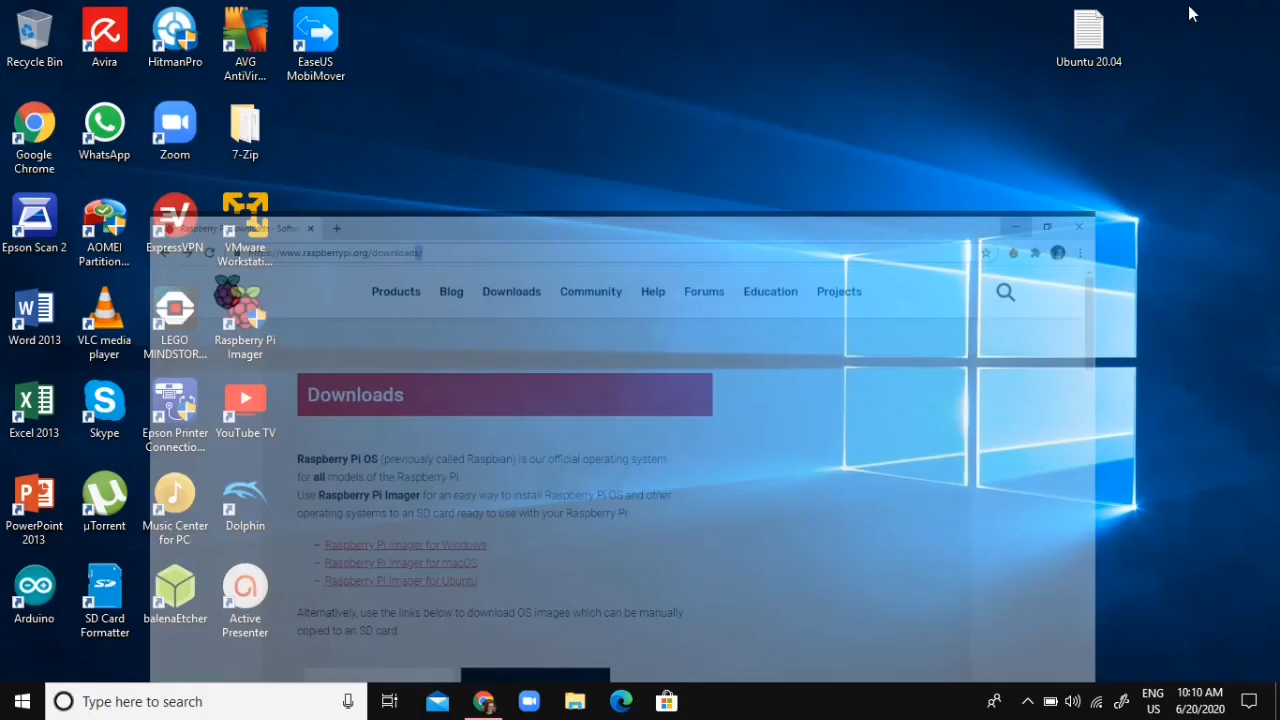 Recycle Bin
Avira
HitmanPro
AVG
AntiVir...
EaseUS
MobiMover
Ubuntu 20.04
Google
Chrome
WhatsApp
Zoom
7-Zip
Epson Scan 2
AOMEI
Partition...
ExpressVPN
VMware
Workstati...
https://www.raspberrypi.org/downloads/
Products Blog Downloads Community Help Forums Education Projects
Word 2013
VLC media
player
LEGO
MINDSTOR...
Raspberry Pi
Imager
Downloads
Excel 2013
Skype
Epson Printer
Connectio...
YouTube TV
Raspberry Pi OS (previously called Raspbian) is our official operating system
for all models of the Raspberry Pi.
Use Raspberry Pi Imager for an easy way to install Raspberry Pi OS and other
operating systems to an SD card ready to use with your Raspberry Pi
PowerPoint
2013
µTorrent
Music Center
for PC
Dolphin
– Raspberry Pi Imager for Windows
– Raspberry Pi Imager for macOS
– Raspberry Pi Imager for Ubuntu
Alternatively, use the links below to download OS images which can be manually
copied to an SD card
Arduino
SD
SD Card
Formatter
balenaEtcher
Active
Presenter
Type here to search
ENG
US
10:10 AM
6/20/2020